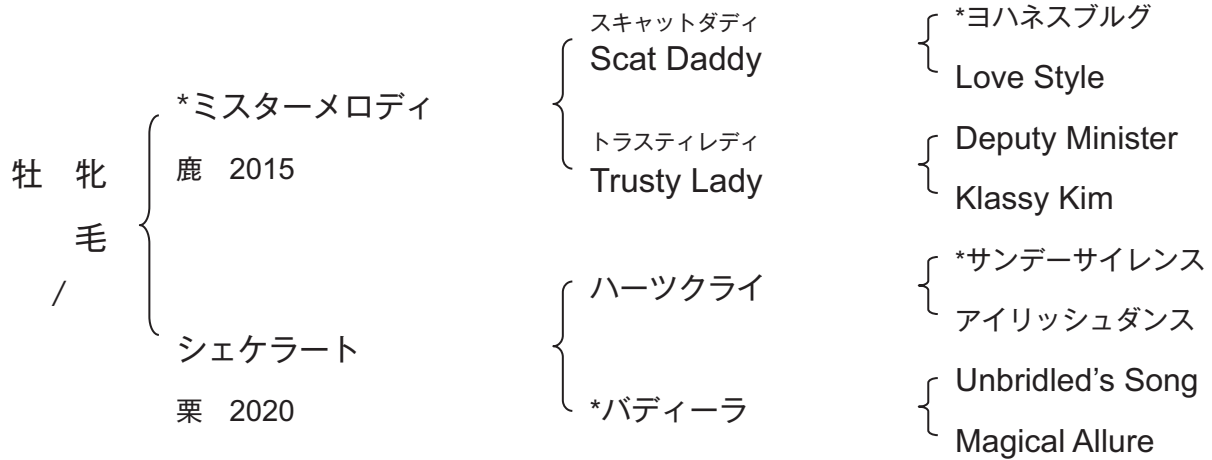 牡 牝
毛
/
*ミスターメロディ
鹿 2015
シェケラート
栗 2020
スキャットダディ
Scat Daddy
トラスティレディ
Trusty Lady
ハーツクライ
*バディーラ
*ヨハネスブルグ
Love Style
Deputy Minister
Klassy Kim
*サンデーサイレンス
アイリッシュダンス
Unbridled’s Song
Magical Allure